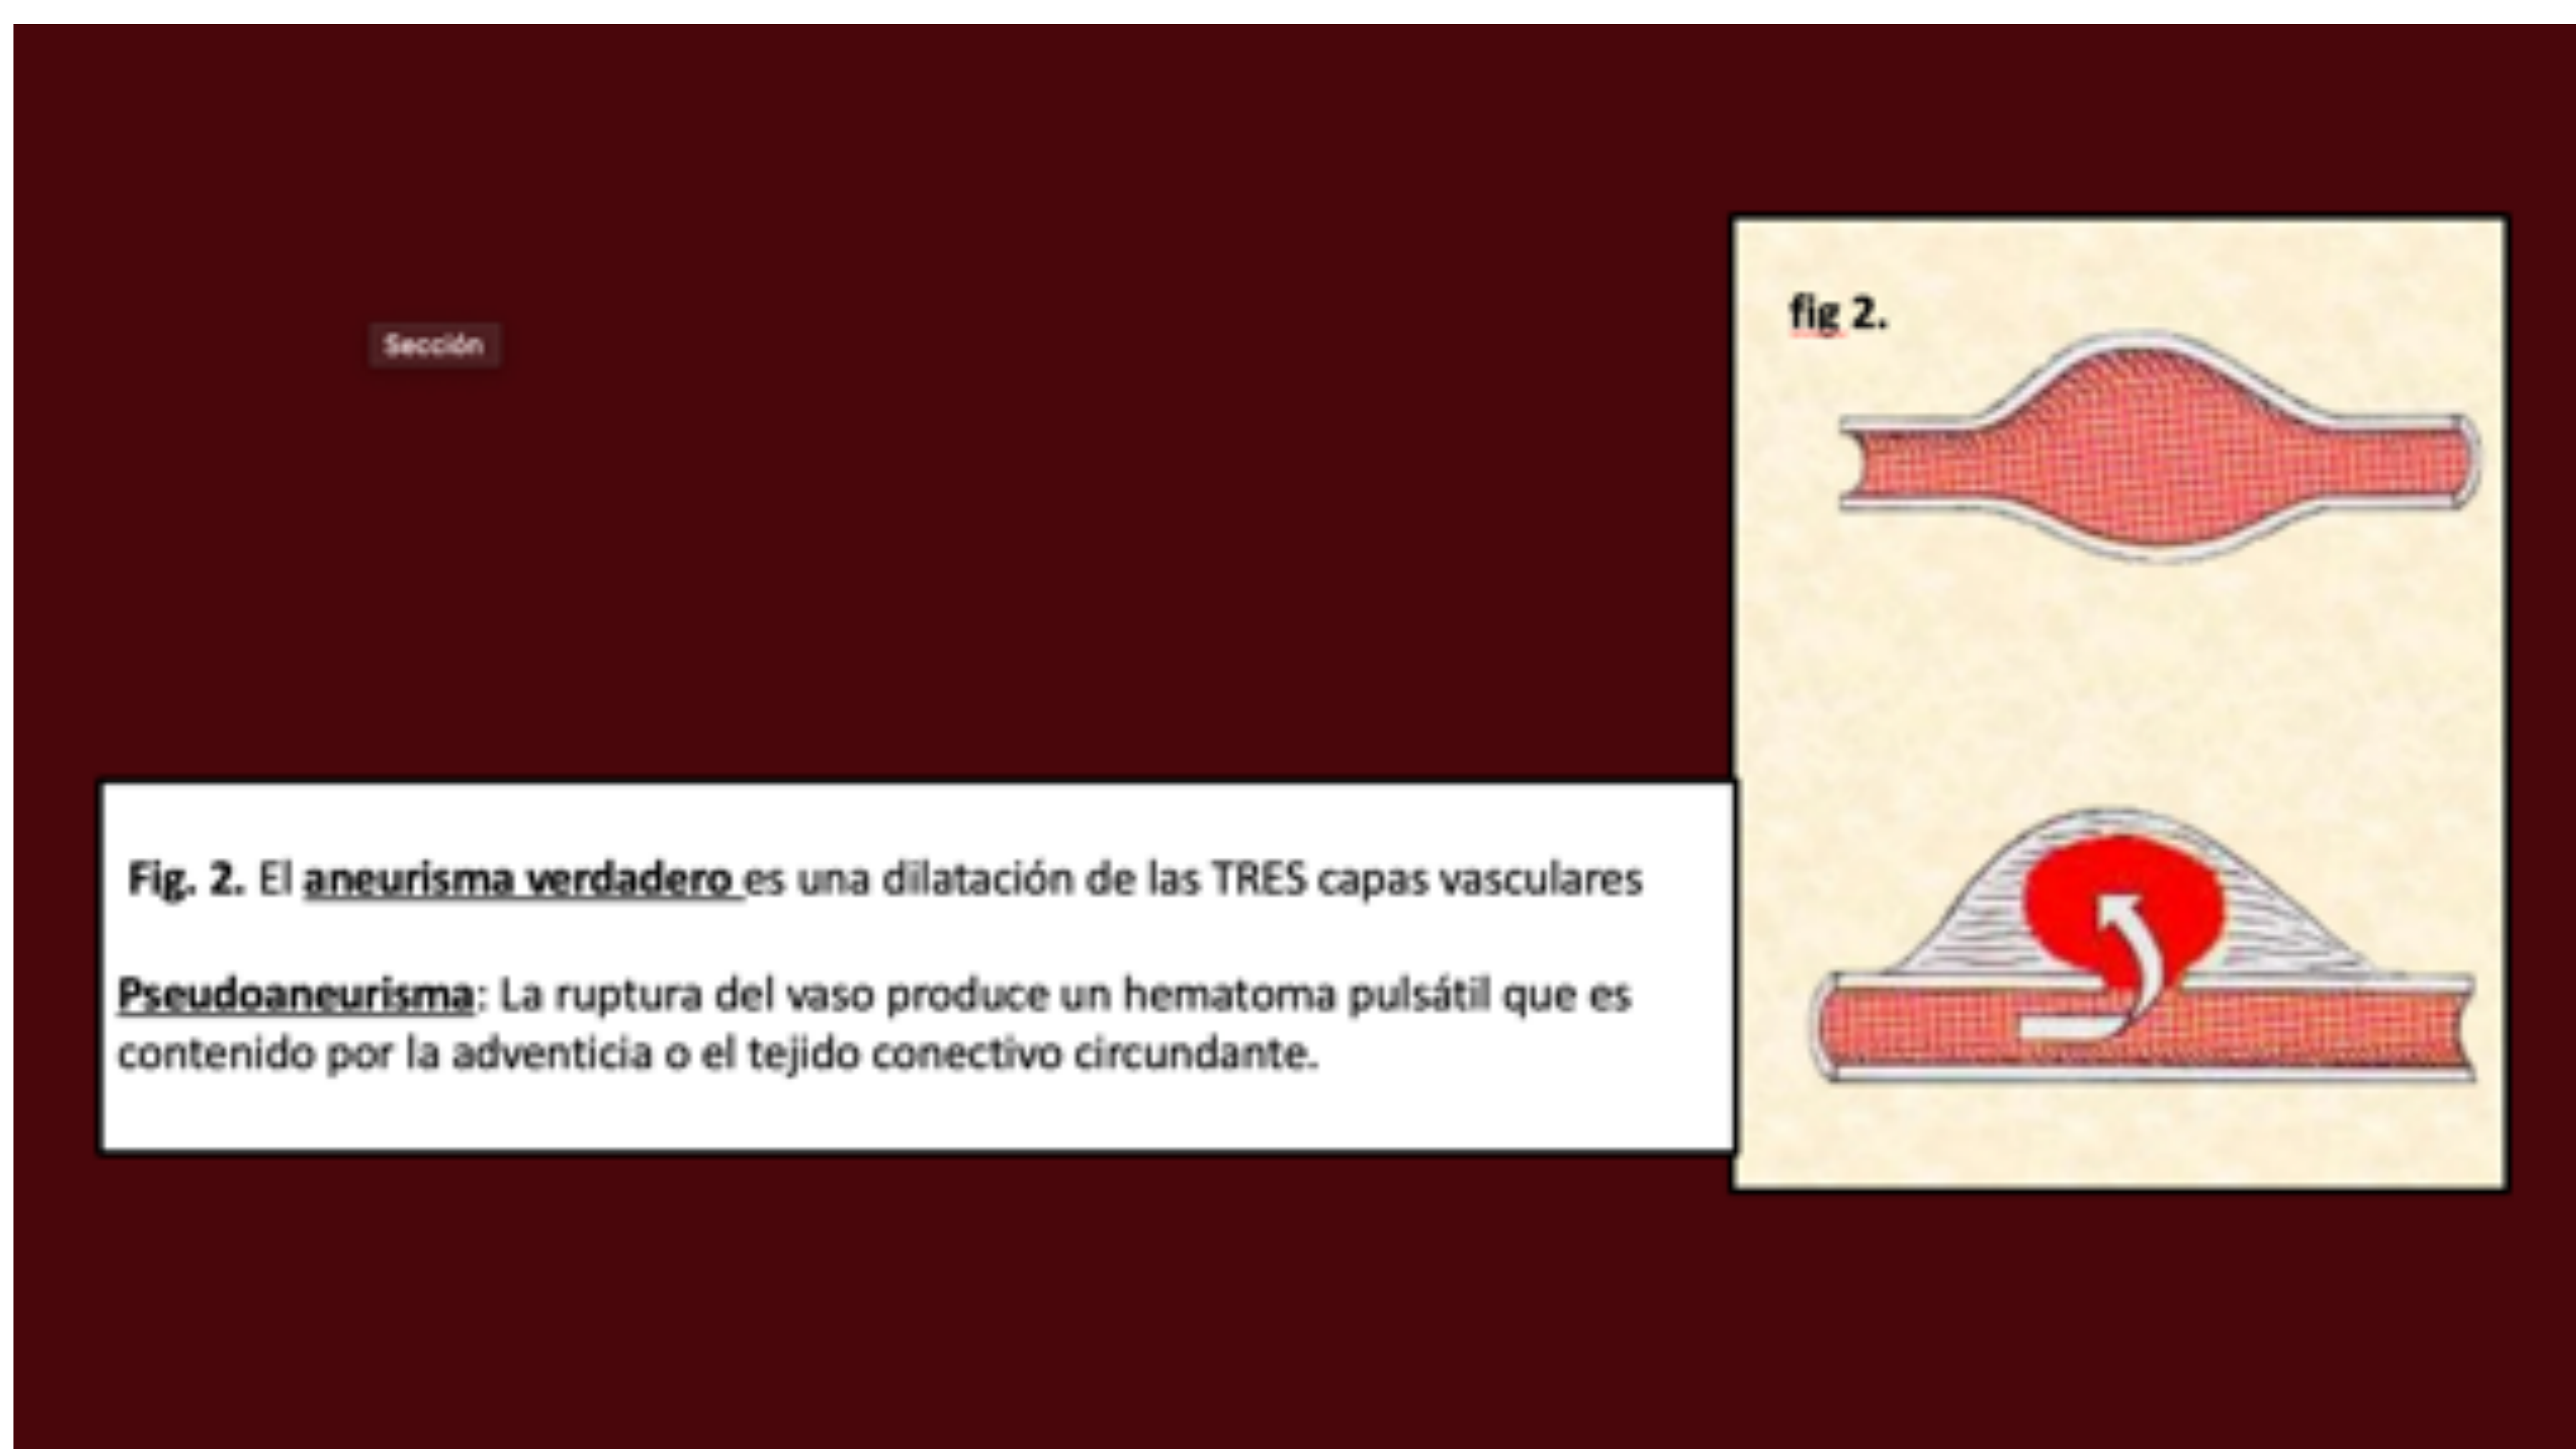 Sección
fig 2.
Fig. 2. El aneurisma verdadero es una dilatación de las TRES capas vasculares
Pseudoaneurisma: La ruptura del vaso produce un hematoma pulsátil que es
contenido por la adventicia o el tejido conectivo circundante.